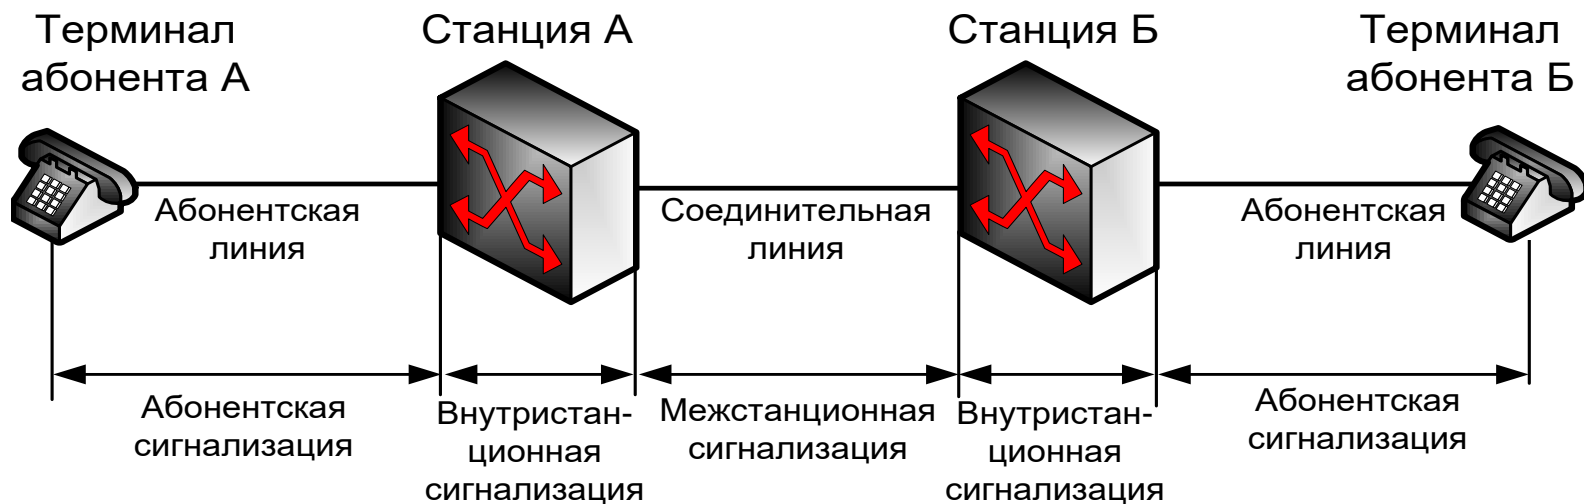 Терминал
абонента А
Станция А
Станция Б
Терминал
абонента Б
Абонентская
линия
Соединительная
линия
Абонентская
линия
Абонентская
сигнализация
Внутристан-
ционная
сигнализация
Межстанционная
сигнализация
Внутристан-
ционная
сигнализация
Абонентская
сигнализация